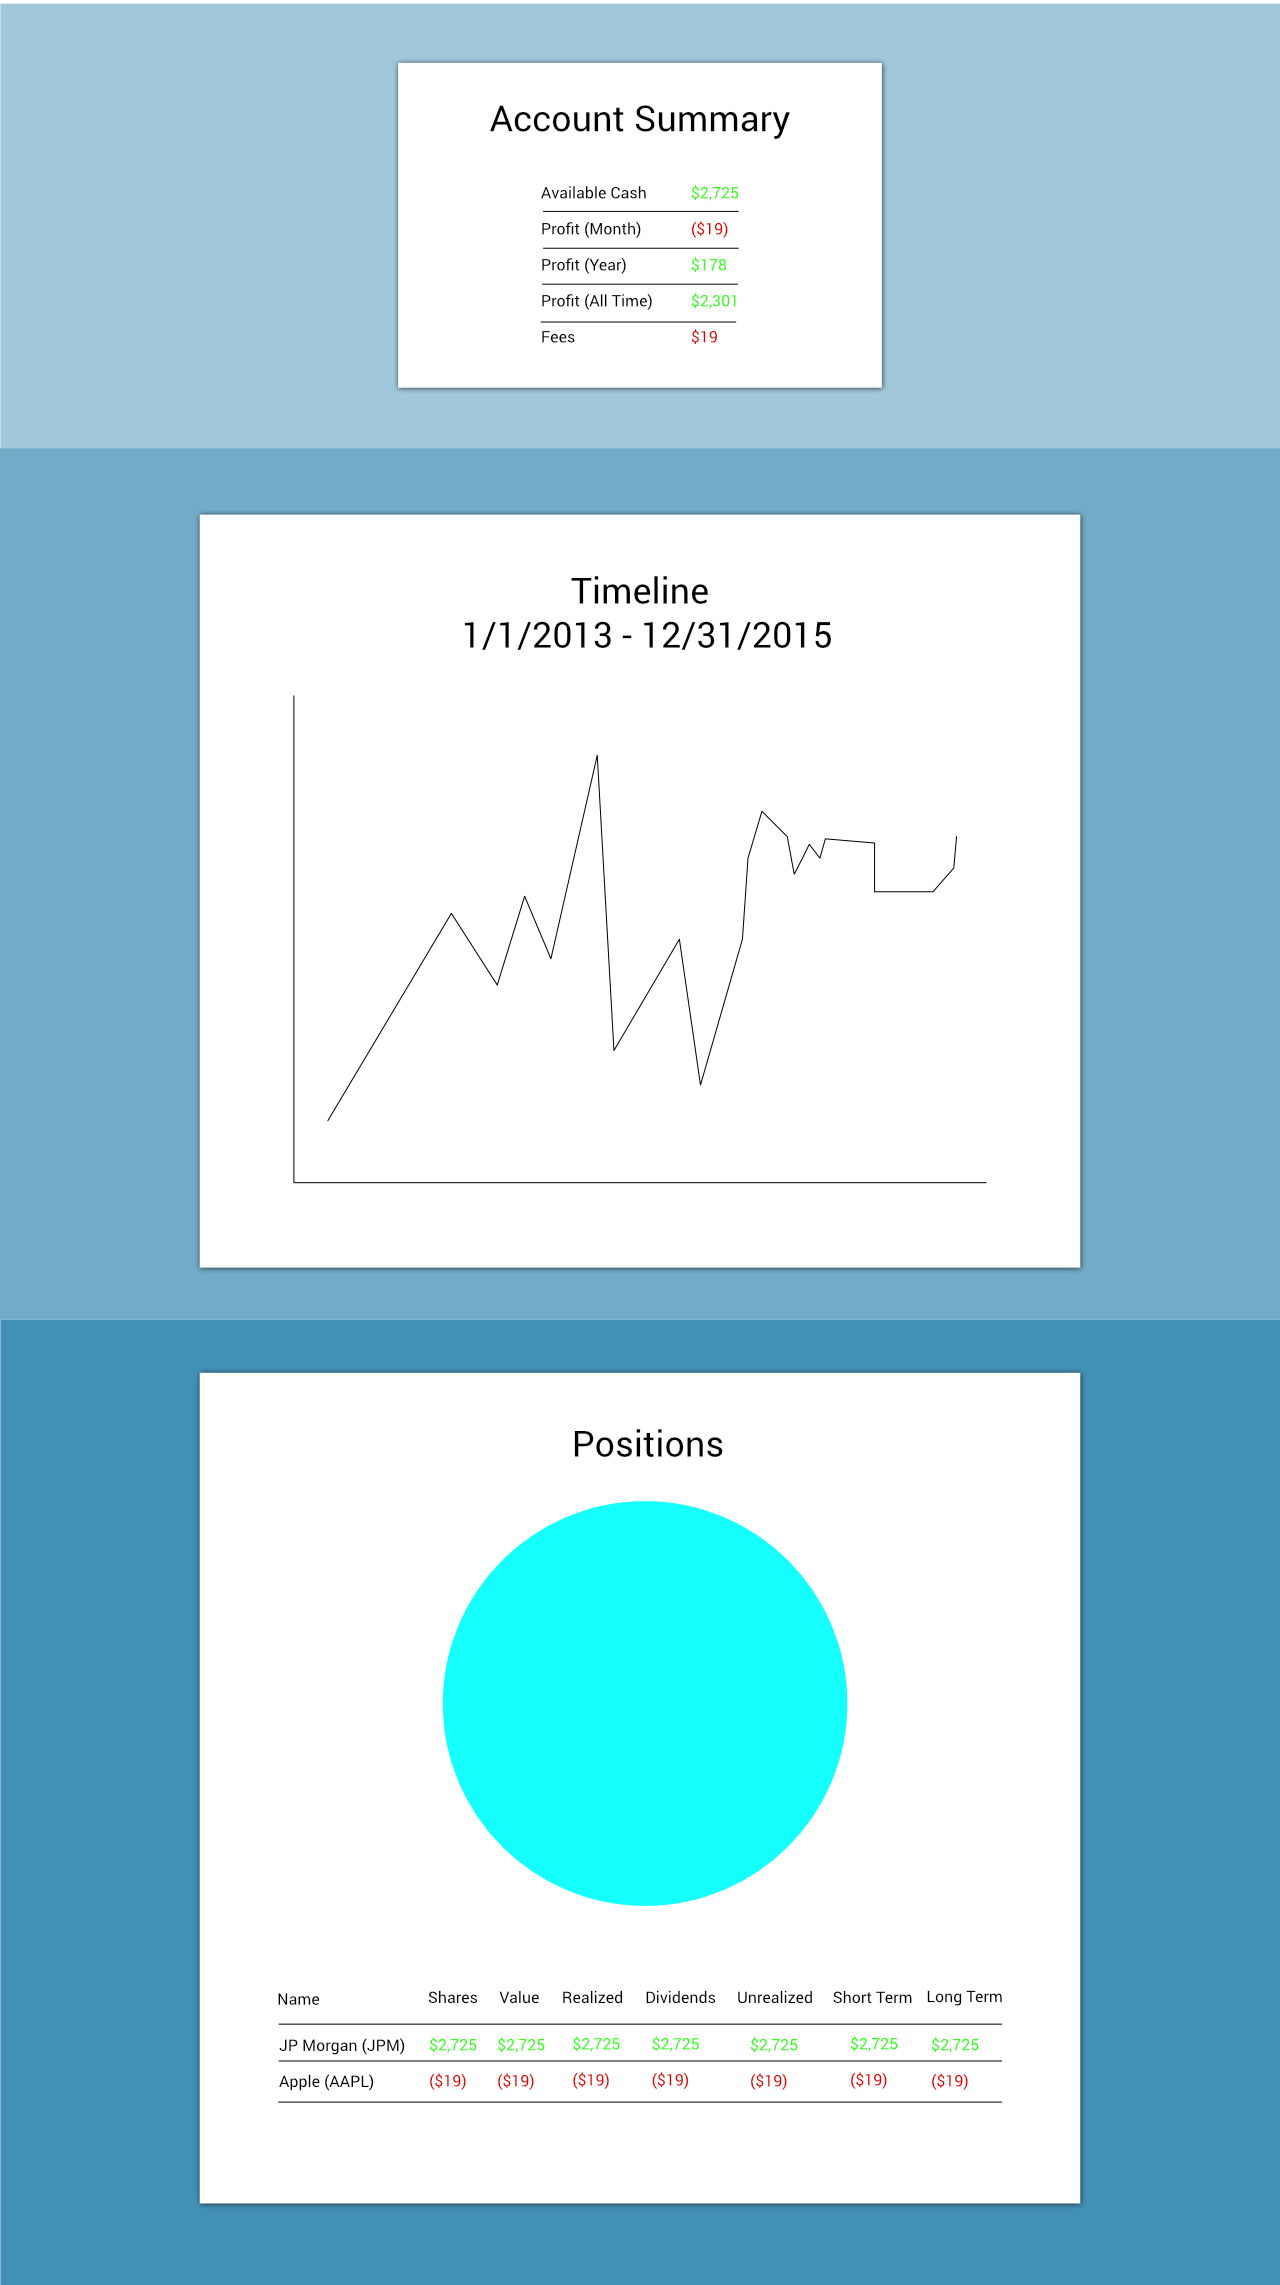 Account Summary
Available Cash $2,725
Profit (Month) ($19)
Profit (Year) $178
Profit (All Time) $2,301
Fees $19
Timeline
1/1/2013 - 12/31/2015
Positions
Name Shares Value Realized Dividends Unrealized Short Term Long Term
JP Morgan (JPM) $2,725 $2,725 $2,725 $2,725 $2,725 $2,725 $2,725
Apple (AAPL) ($19) ($19) ($19) ($19) ($19) ($19) ($19)